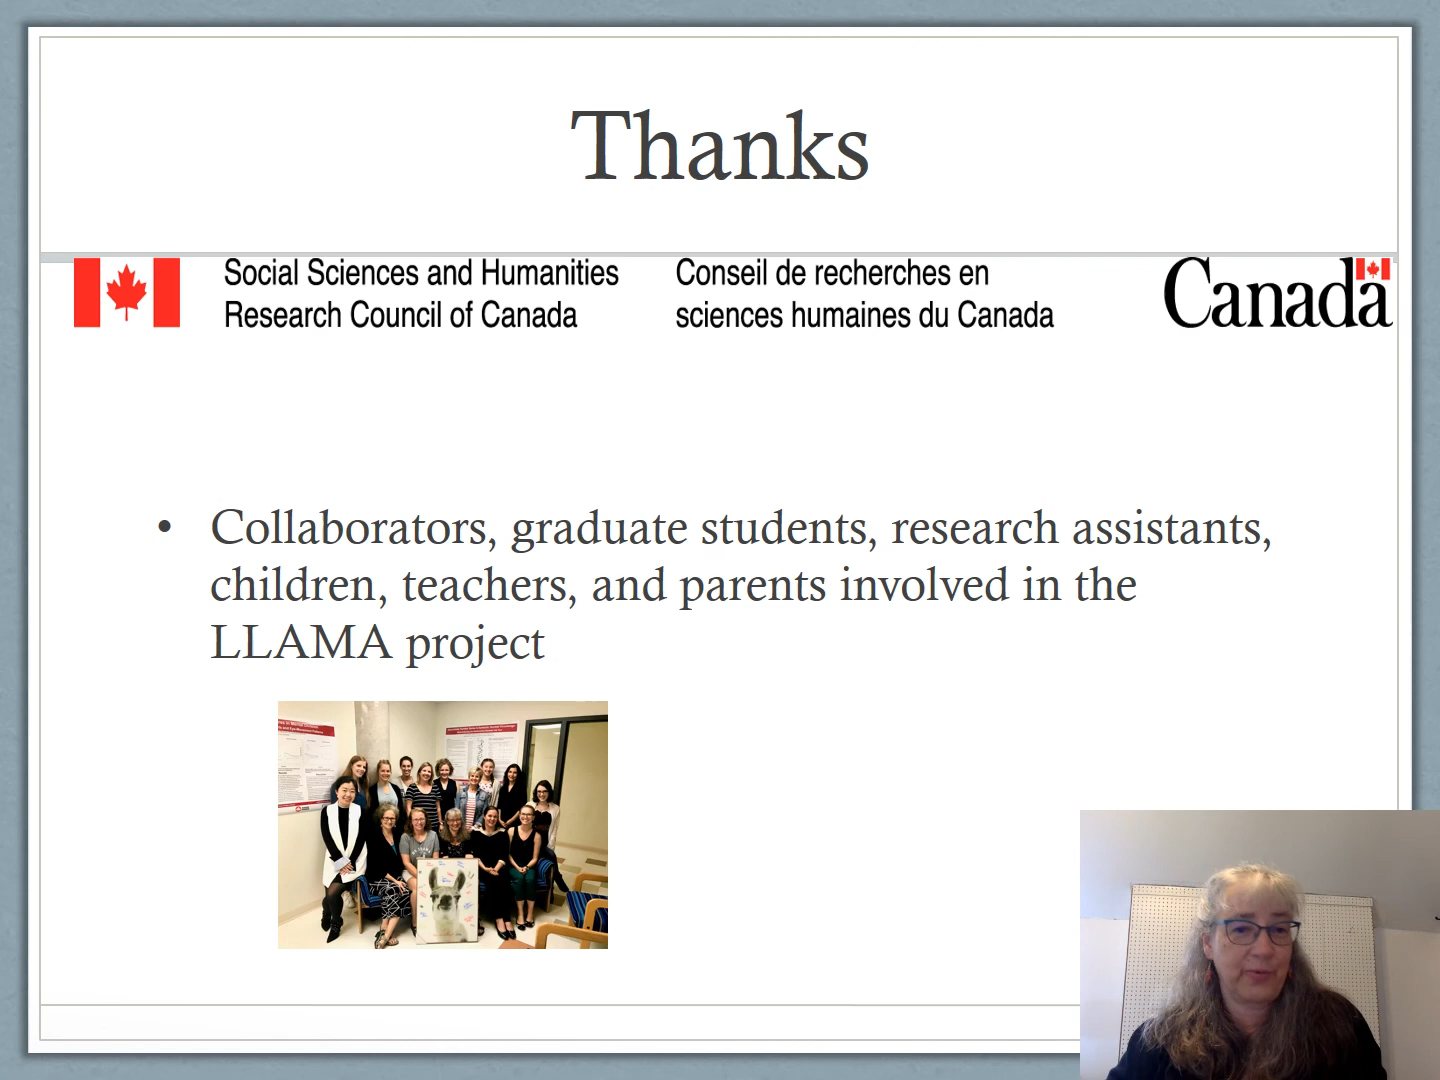 Thanks
Social Sciences and Humanities
Research Council of Canada
Conseil de recherches en
sciences humaines du Canada
Canada
• Collaborators, graduate students, research assistants,
children, teachers, and parents involved in the
LLAMA project